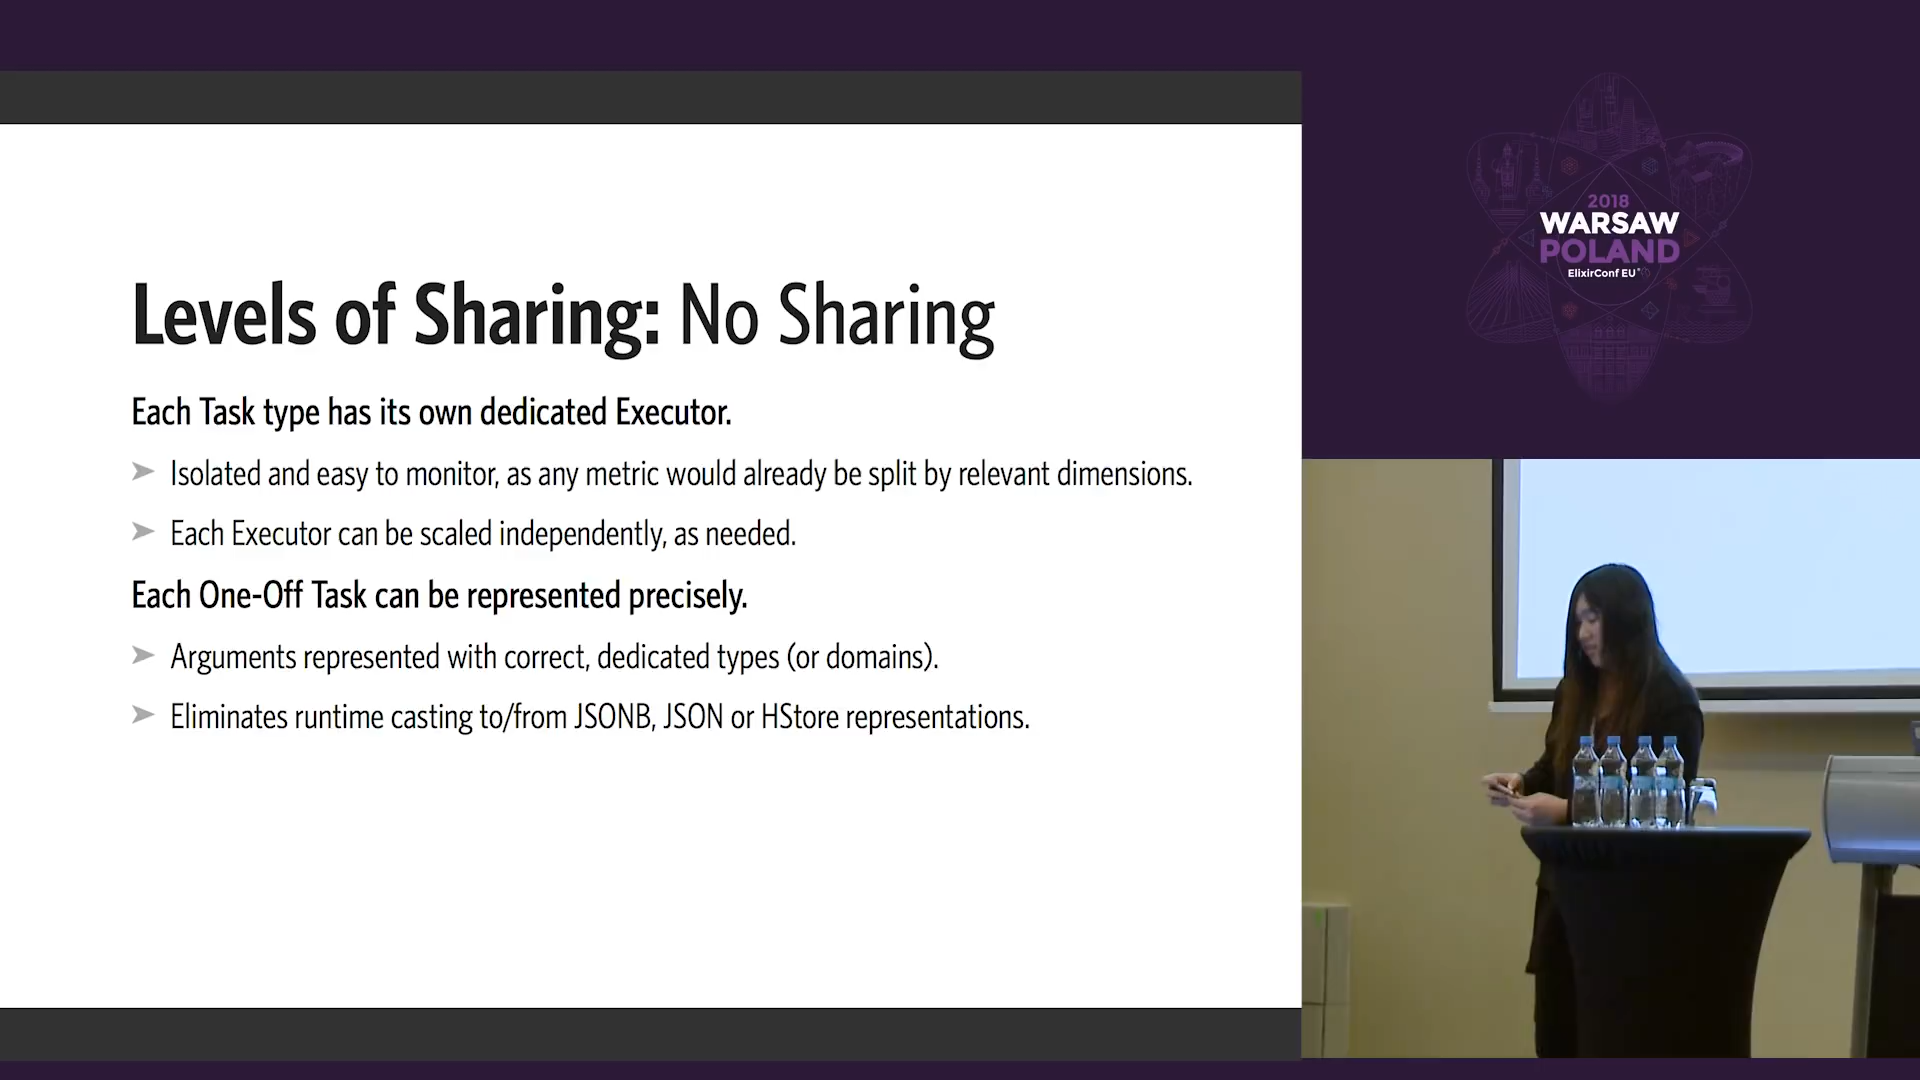 Levels of Sharing: No Sharing
Each Task type has its own dedicated Executor.
➤ Isolated and easy to monitor, as any metric would already be split by relevant dimensions.
➤ Each Executor can be scaled independently, as needed.
Each One-Off Task can be represented precisely.
➤ Arguments represented with correct, dedicated types (or domains).
➤ Eliminates runtime casting to/from JSONB, JSON or HStore representations.
2018
WARSAW
POLAND
ElixirConf EU